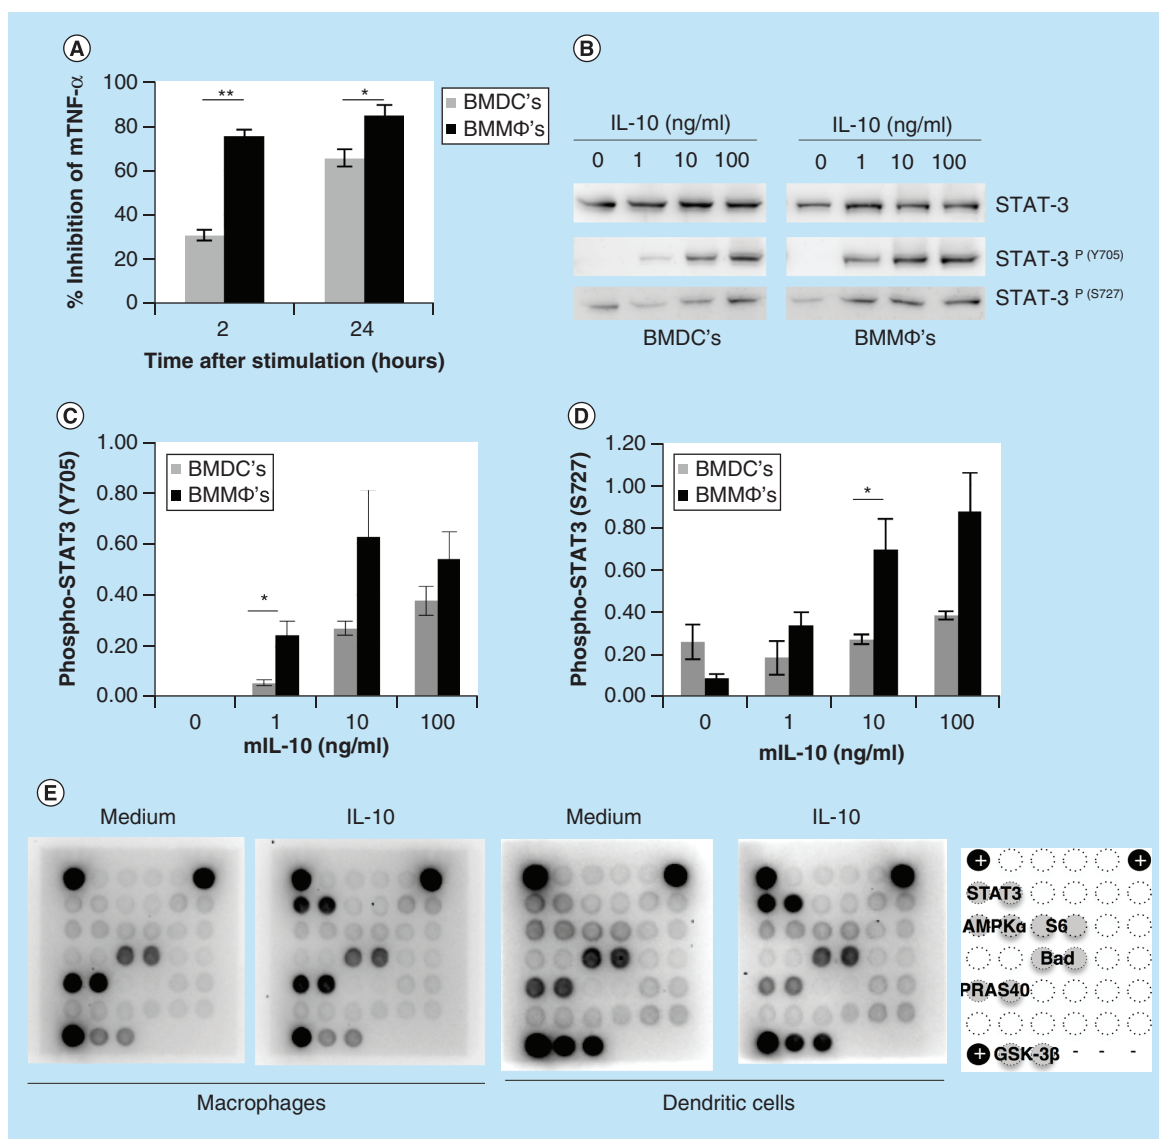 A
% Inhibition of mTNF-α
100
80
60
40
20
0
**
*
BMDC's
BMMΦ's
2 24
Time after stimulation (hours)
B
IL-10 (ng/ml) IL-10 (ng/ml)
0 1 10 100 0 1 10 100
STAT-3
STAT-3 P (Y705)
STAT-3 P (S727)
BMDC's BMMΦ's
C
Phospho-STAT3 (Y705)
1.00
0.80
0.60
0.40
0.20
0.00
BMDC's
BMMΦ's
*
0 1 10 100
mIL-10 (ng/ml)
D
Phospho-STAT3 (S727)
1.20
1.00
0.80
0.60
0.40
0.20
0.00
BMDC's
BMMΦ's
*
0 1 10 100
mIL-10 (ng/ml)
E
Medium IL-10 Medium IL-10
+ +
STAT3
AMPKα S6
Bad
PRAS40
+ GSK-3β - - -
Macrophages Dendritic cells